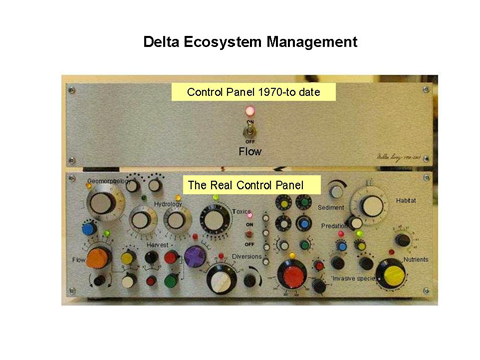 Delta Ecosystem Management
Control Panel 1970-to date
ON
OFF
Flow
The Real Control Panel
Geomorphology
Hydrology
Toxics
Sediment
Habitat
ON
OFF
Predation
Harvest
Flow
Diversions
Invasive species
Nutrients